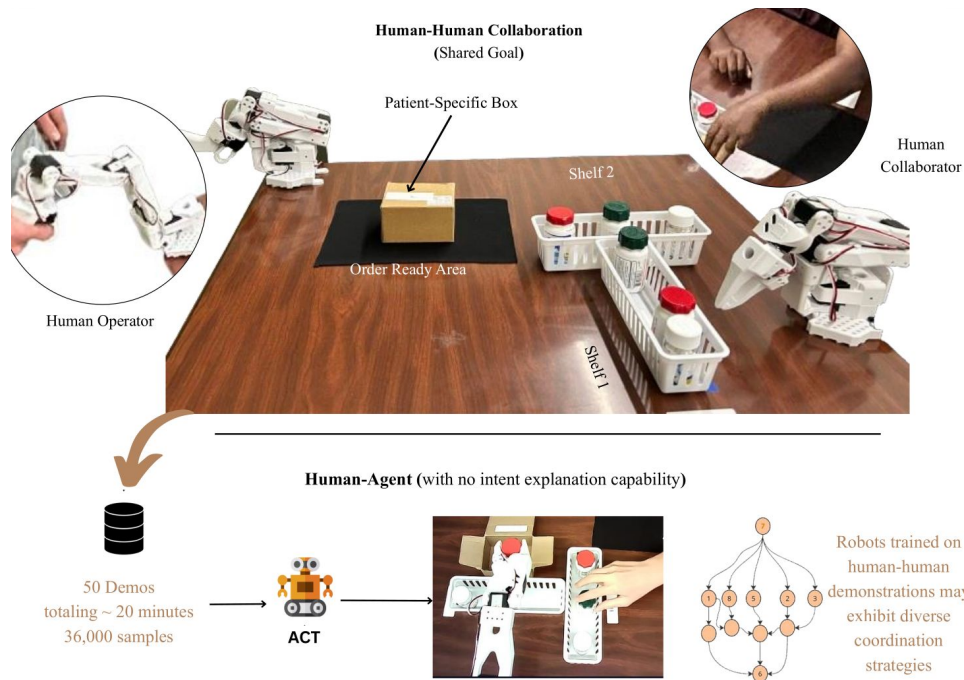 Human-Human Collaboration
(Shared Goal)
Patient-Specific Box
Human
Collaborator
Shelf 2
Order Ready Area
Human Operator
Shelf 1
Human-Agent (with no intent explanation capability)
50 Demos
totaling ~ 20 minutes
36,000 samples
ACT
7
1
8
5
2
3
6
Robots trained on
human-human
demonstrations may
exhibit diverse
coordination
strategies